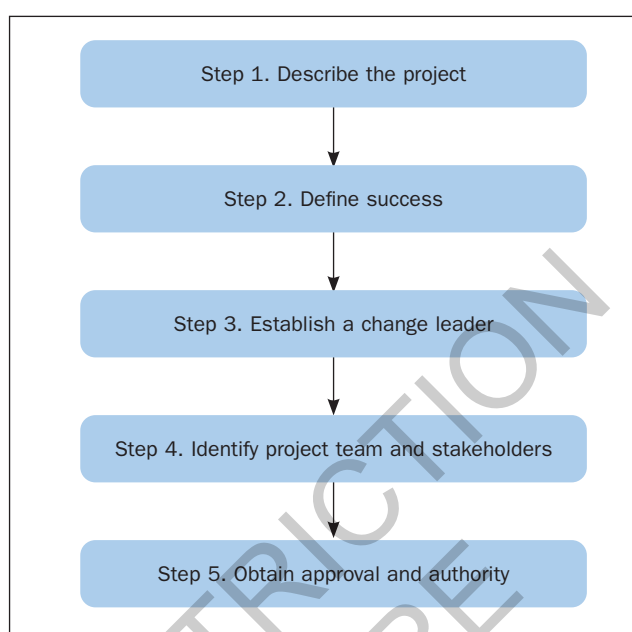 Step 1. Describe the project
Step 2. Define success
Step 3. Establish a change leader
Step 4. Identify project team and stakeholders
Step 5. Obtain approval and authority